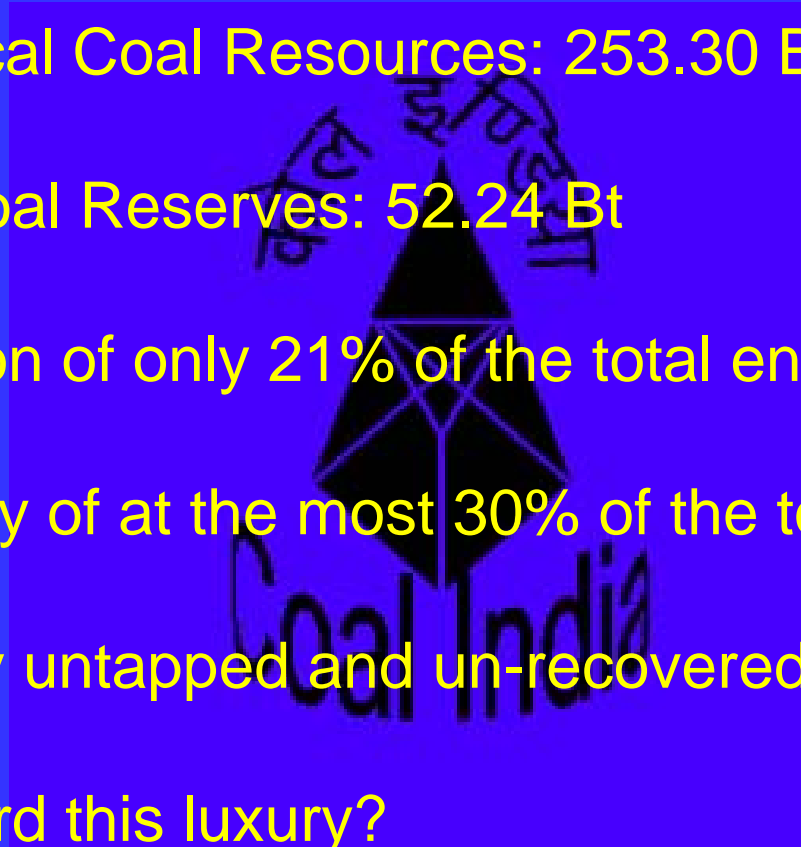 cal Coal Resources: 253.30 B
कोल इण्डिया
oal Reserves: 52.24 Bt
on of only 21% of the total en
y of at the most 30% of the to
Coal India
y untapped and un-recovered
rd this luxury?